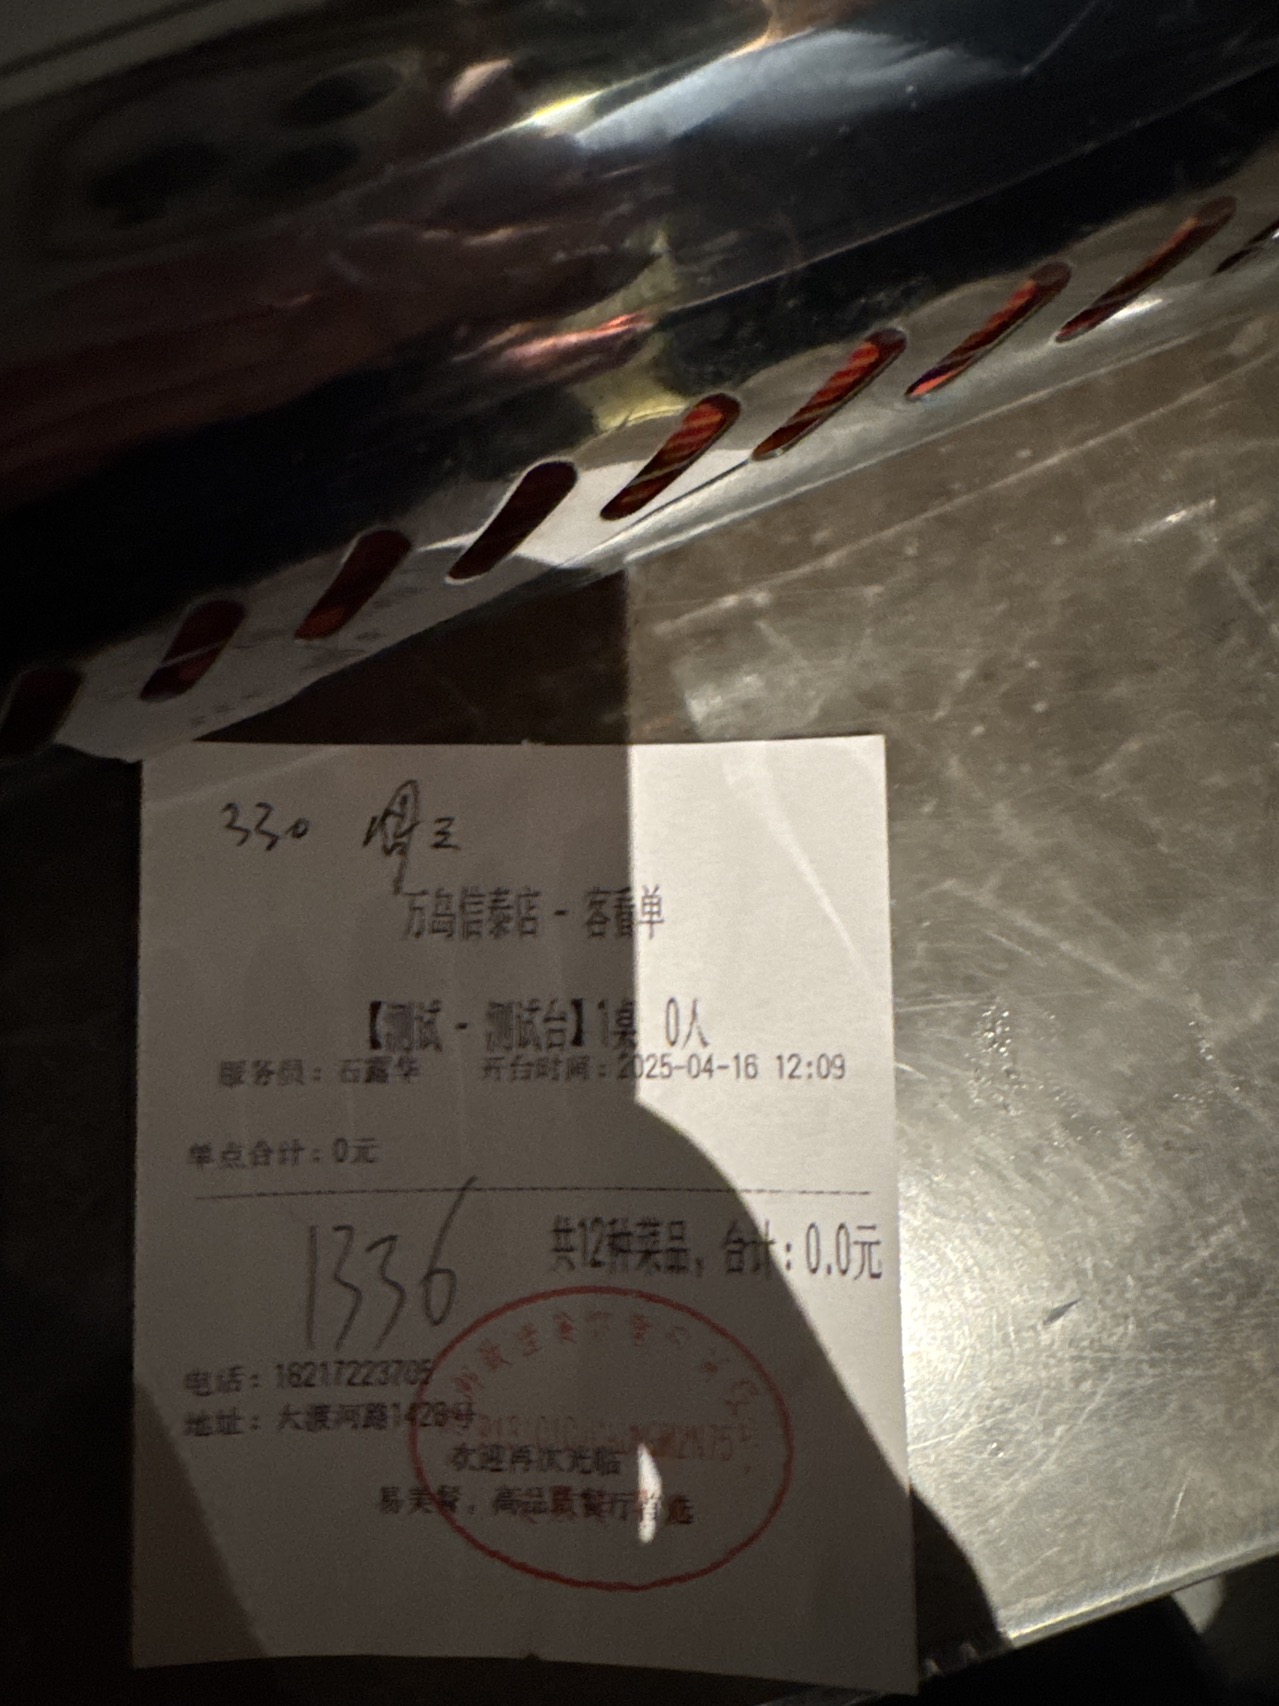 330
万岛信泰店 - 客看单
【测试 - 测试台】1桌 0人
服务员：石露华 开台时间：2025-04-16 12:09
单点合计：0元
1336
共12种菜品，合计：0.0元
电话：18217223705
地址：大渡河路1428号
欢迎再次光临
易美餐，高品质餐厅首选